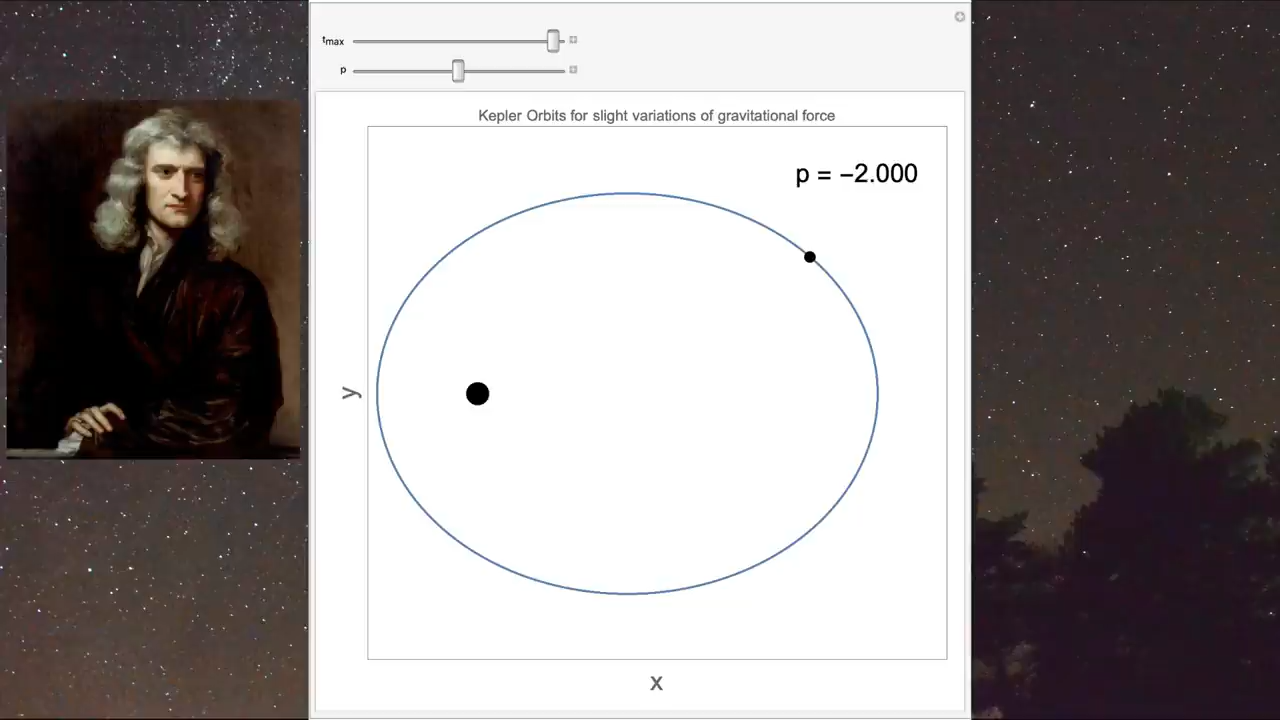 tmax
p
Kepler Orbits for slight variations of gravitational force
p = −2.000
y
x